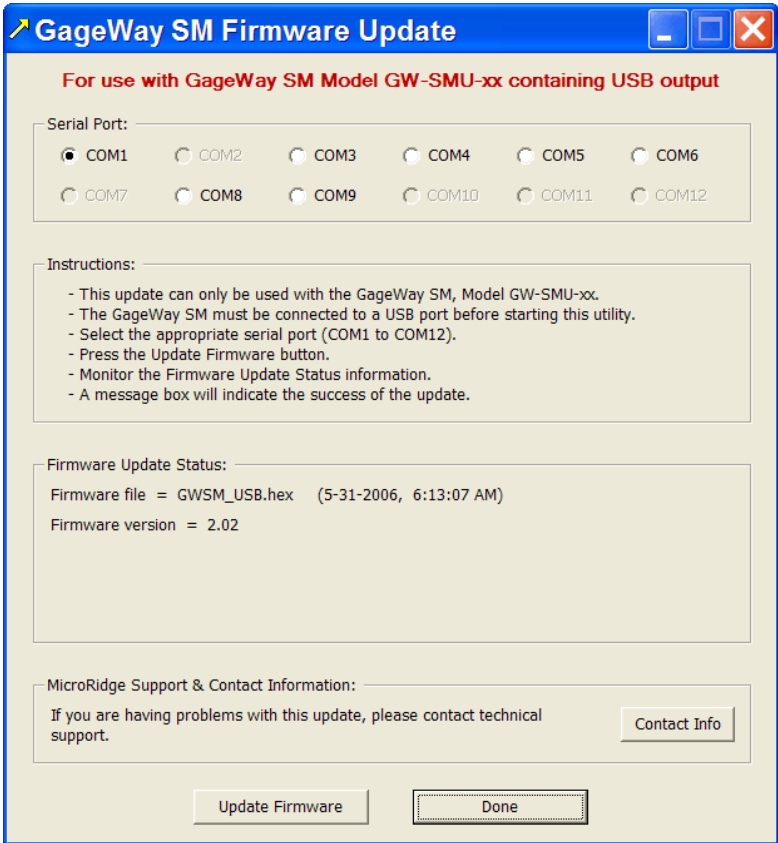 GageWay SM Firmware Update
For use with GageWay SM Model GW-SMU-xx containing USB output
Serial Port:
COM1 COM2 COM3 COM4 COM5 COM6
COM7 COM8 COM9 COM10 COM11 COM12
Instructions:
- This update can only be used with the GageWay SM, Model GW-SMU-xx.
- The GageWay SM must be connected to a USB port before starting this utility.
- Select the appropriate serial port (COM1 to COM12).
- Press the Update Firmware button.
- Monitor the Firmware Update Status information.
- A message box will indicate the success of the update.
Firmware Update Status:
Firmware file = GWSM_USB.hex (5-31-2006, 6:13:07 AM)
Firmware version = 2.02
MicroRidge Support & Contact Information:
If you are having problems with this update, please contact technical
support.
Contact Info
Update Firmware Done